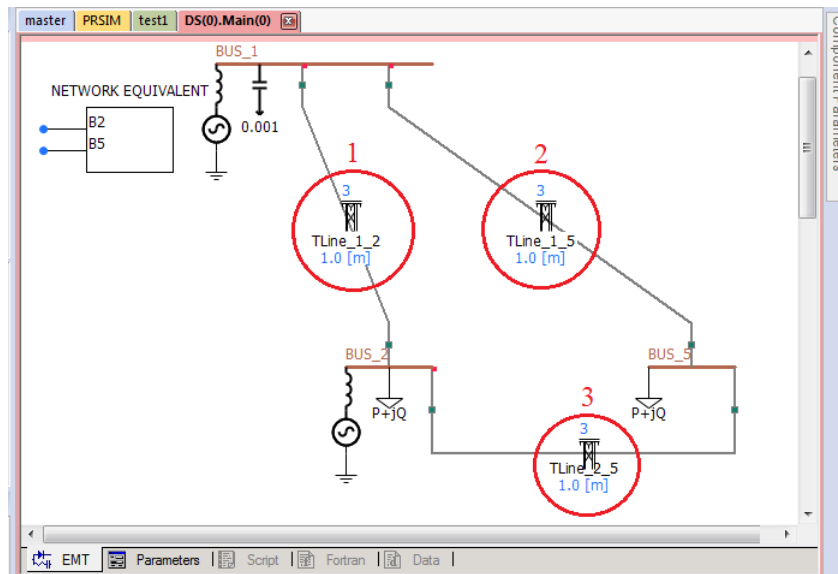 master PRSIM test1 DS(0).Main(0)
BUS_1
NETWORK EQUIVALENT
B2
B5
0.001
1
3
TLine_1_2
1.0 [m]
2
3
TLine_1_5
1.0 [m]
BUS_2
P+jQ
BUS_5
P+jQ
3
3
TLine_2_5
1.0 [m]
EMT Parameters Script Fortran Data
Component Parameters